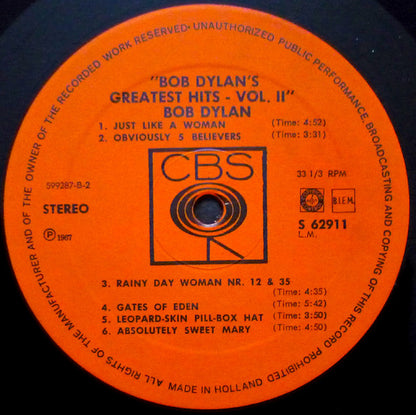 ALL RIGHTS OF THE MANUFACTURER AND OF THE OWNER OF THE RECORDED WORK RESERVED-UNAUTHORIZED PUBLIC PERFORMANCE, BROADCASTING AND COPYING OF THIS RECORD PROHIBITED
"BOB DYLAN'S
GREATEST HITS - VOL. II"
BOB DYLAN
1. JUST LIKE A WOMAN (Time: 4:52)
2. OBVIOUSLY 5 BELIEVERS (Time: 3:31)
CBS
599287-B-2
33 1/3 RPM
STEREO
B.I.E.M.
Ⓟ 1967
S 62911
L.M.
3. RAINY DAY WOMAN NR. 12 & 35
(Time: 4:35)
4. GATES OF EDEN (Time: 5:42)
5. LEOPARD-SKIN PILL-BOX HAT (Time: 3:50)
6. ABSOLUTELY SWEET MARY (Time: 4:50)
MADE IN HOLLAND